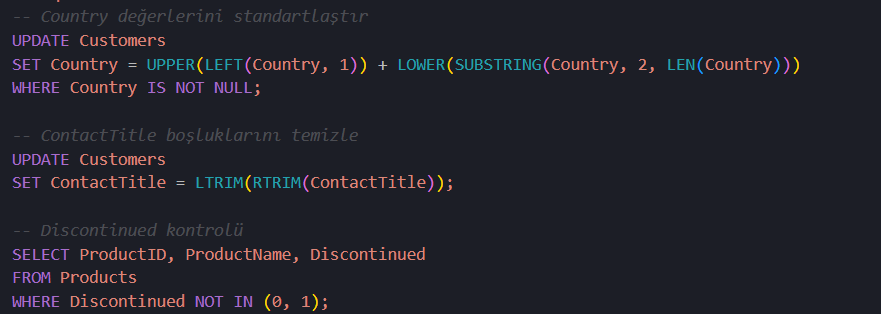 -- Country değerlerini standartlaştır
UPDATE Customers
SET Country = UPPER(LEFT(Country, 1)) + LOWER(SUBSTRING(Country, 2, LEN(Country)))
WHERE Country IS NOT NULL;
-- ContactTitle boşluklarını temizle
UPDATE Customers
SET ContactTitle = LTRIM(RTRIM(ContactTitle));
-- Discontinued kontrolü
SELECT ProductID, ProductName, Discontinued
FROM Products
WHERE Discontinued NOT IN (0, 1);